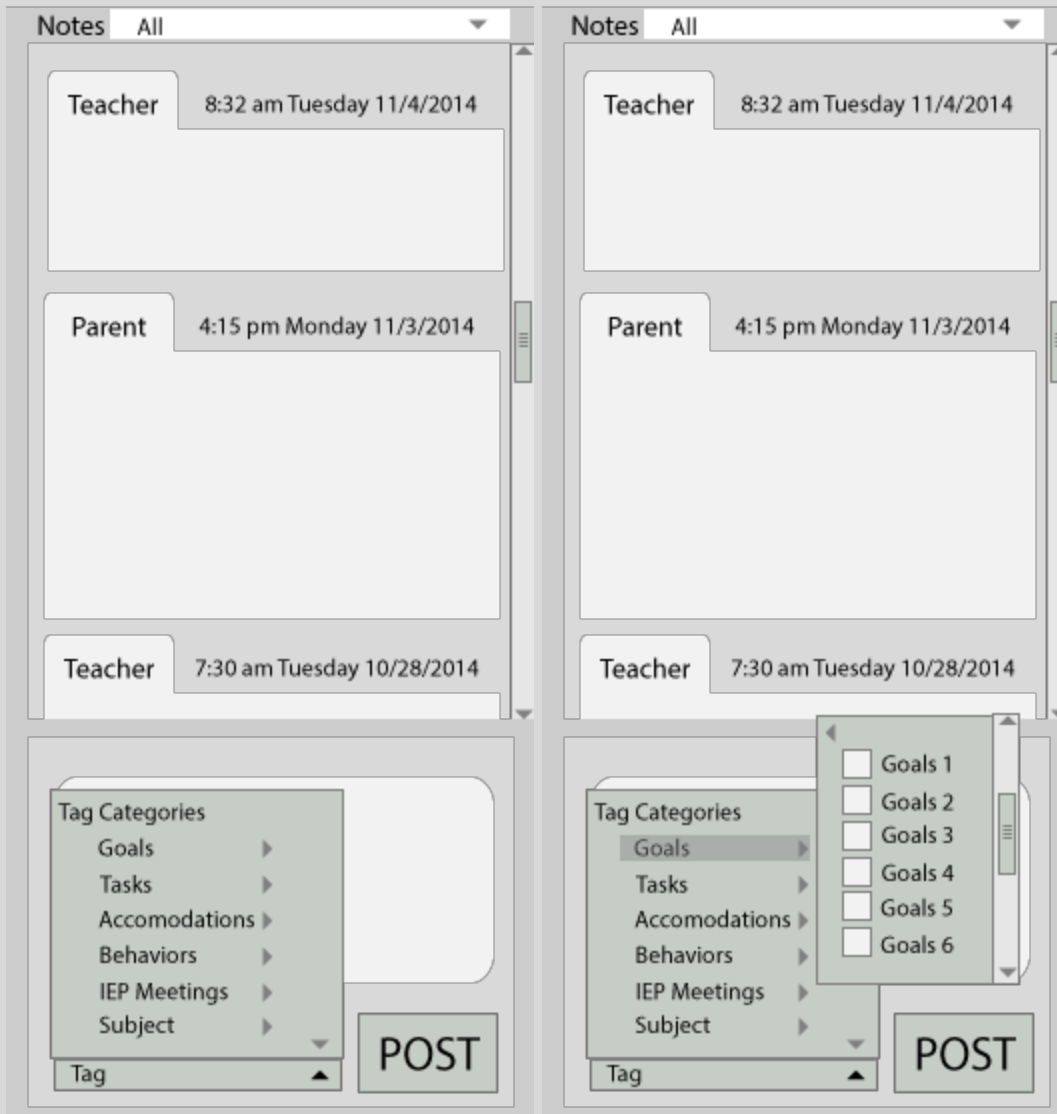 Notes All
Teacher 8:32 am Tuesday 11/4/2014
Parent 4:15 pm Monday 11/3/2014
Teacher 7:30 am Tuesday 10/28/2014
Tag Categories
Goals
Tasks
Accomodations
Behaviors
IEP Meetings
Subject
Tag
POST
Notes All
Teacher 8:32 am Tuesday 11/4/2014
Parent 4:15 pm Monday 11/3/2014
Teacher 7:30 am Tuesday 10/28/2014
Tag Categories
Goals
Tasks
Accomodations
Behaviors
IEP Meetings
Subject
Goals 1
Goals 2
Goals 3
Goals 4
Goals 5
Goals 6
Tag
POST